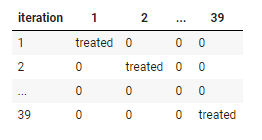 iteration 1 2 ... 39
1 treated 0 0 0
2 0 treated 0 0
... 0 0 0 0
39 0 0 0 treated